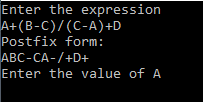 Enter the expression
A+(B-C)/(C-A)+D
Postfix form:
ABC-CA-/+D+
Enter the value of A